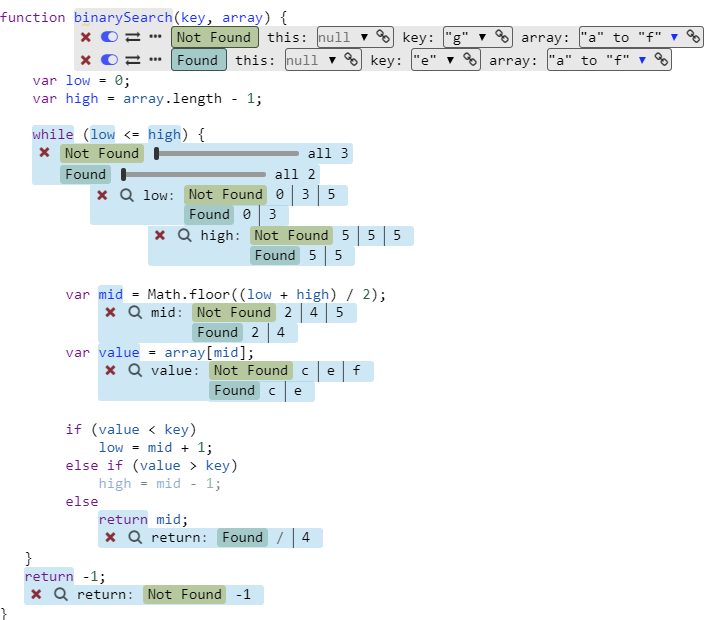 function binarySearch(key, array) {
Not Found this: null ▼ key: "g" ▼ array: "a" to "f" ▼
Found this: null ▼ key: "e" ▼ array: "a" to "f" ▼
var low = 0;
var high = array.length - 1;
while (low <= high) {
Not Found all 3
Found all 2
low: Not Found 0 | 3 | 5
Found 0 | 3
high: Not Found 5 | 5 | 5
Found 5 | 5
var mid = Math.floor((low + high) / 2);
mid: Not Found 2 | 4 | 5
Found 2 | 4
var value = array[mid];
value: Not Found c | e | f
Found c | e
if (value < key)
low = mid + 1;
else if (value > key)
high = mid - 1;
else
return mid;
return: Found / | 4
}
return -1;
return: Not Found -1
}